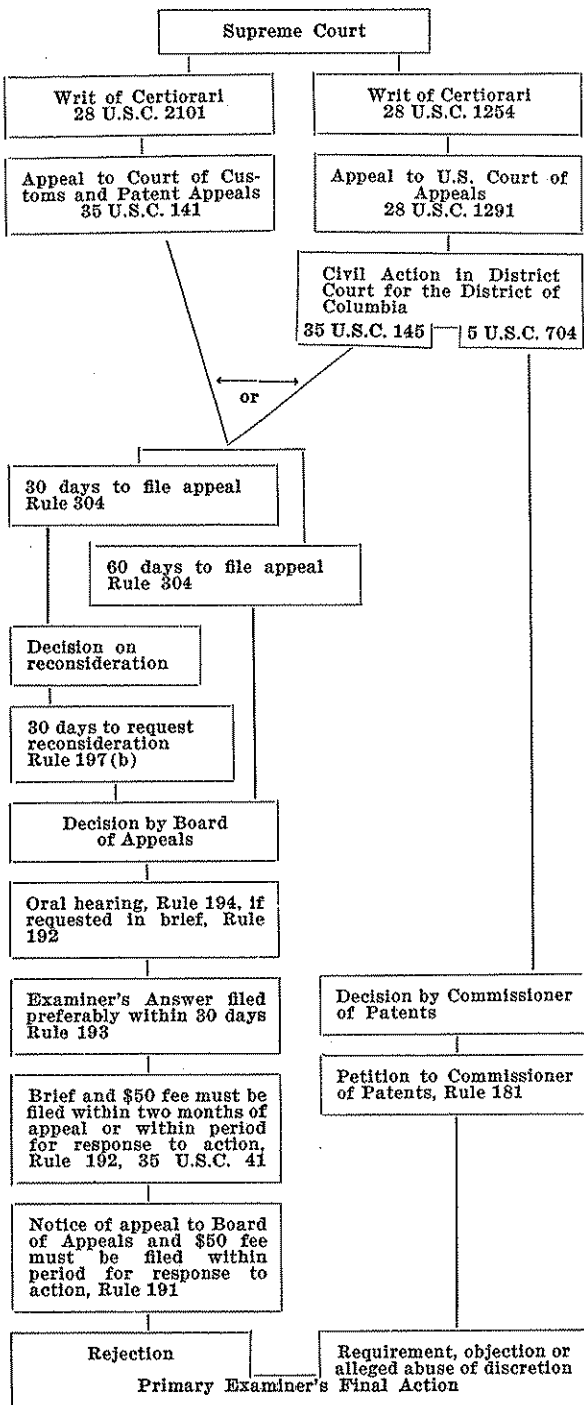 Supreme Court
Writ of Certiorari
28 U.S.C. 2101
Writ of Certiorari
28 U.S.C. 1254
Appeal to Court of Cus-
toms and Patent Appeals
35 U.S.C. 141
Appeal to U.S. Court of
Appeals
28 U.S.C. 1291
Civil Action in District
Court for the District of
Columbia
35 U.S.C. 145
5 U.S.C. 704
or
30 days to file appeal
Rule 304
60 days to file appeal
Rule 304
Decision on
reconsideration
30 days to request
reconsideration
Rule 197(b)
Decision by Board
of Appeals
Oral hearing, Rule 194, if
requested in brief, Rule
192
Examiner's Answer filed
preferably within 30 days
Rule 193
Decision by Commissioner
of Patents
Brief and $50 fee must be
filed within two months of
appeal or within period
for response to action,
Rule 192, 35 U.S.C. 41
Petition to Commissioner
of Patents, Rule 181
Notice of appeal to Board
of Appeals and $50 fee
must be filed within
period for response to
action, Rule 191
Rejection
Requirement, objection or
alleged abuse of discretion
Primary Examiner's Final Action